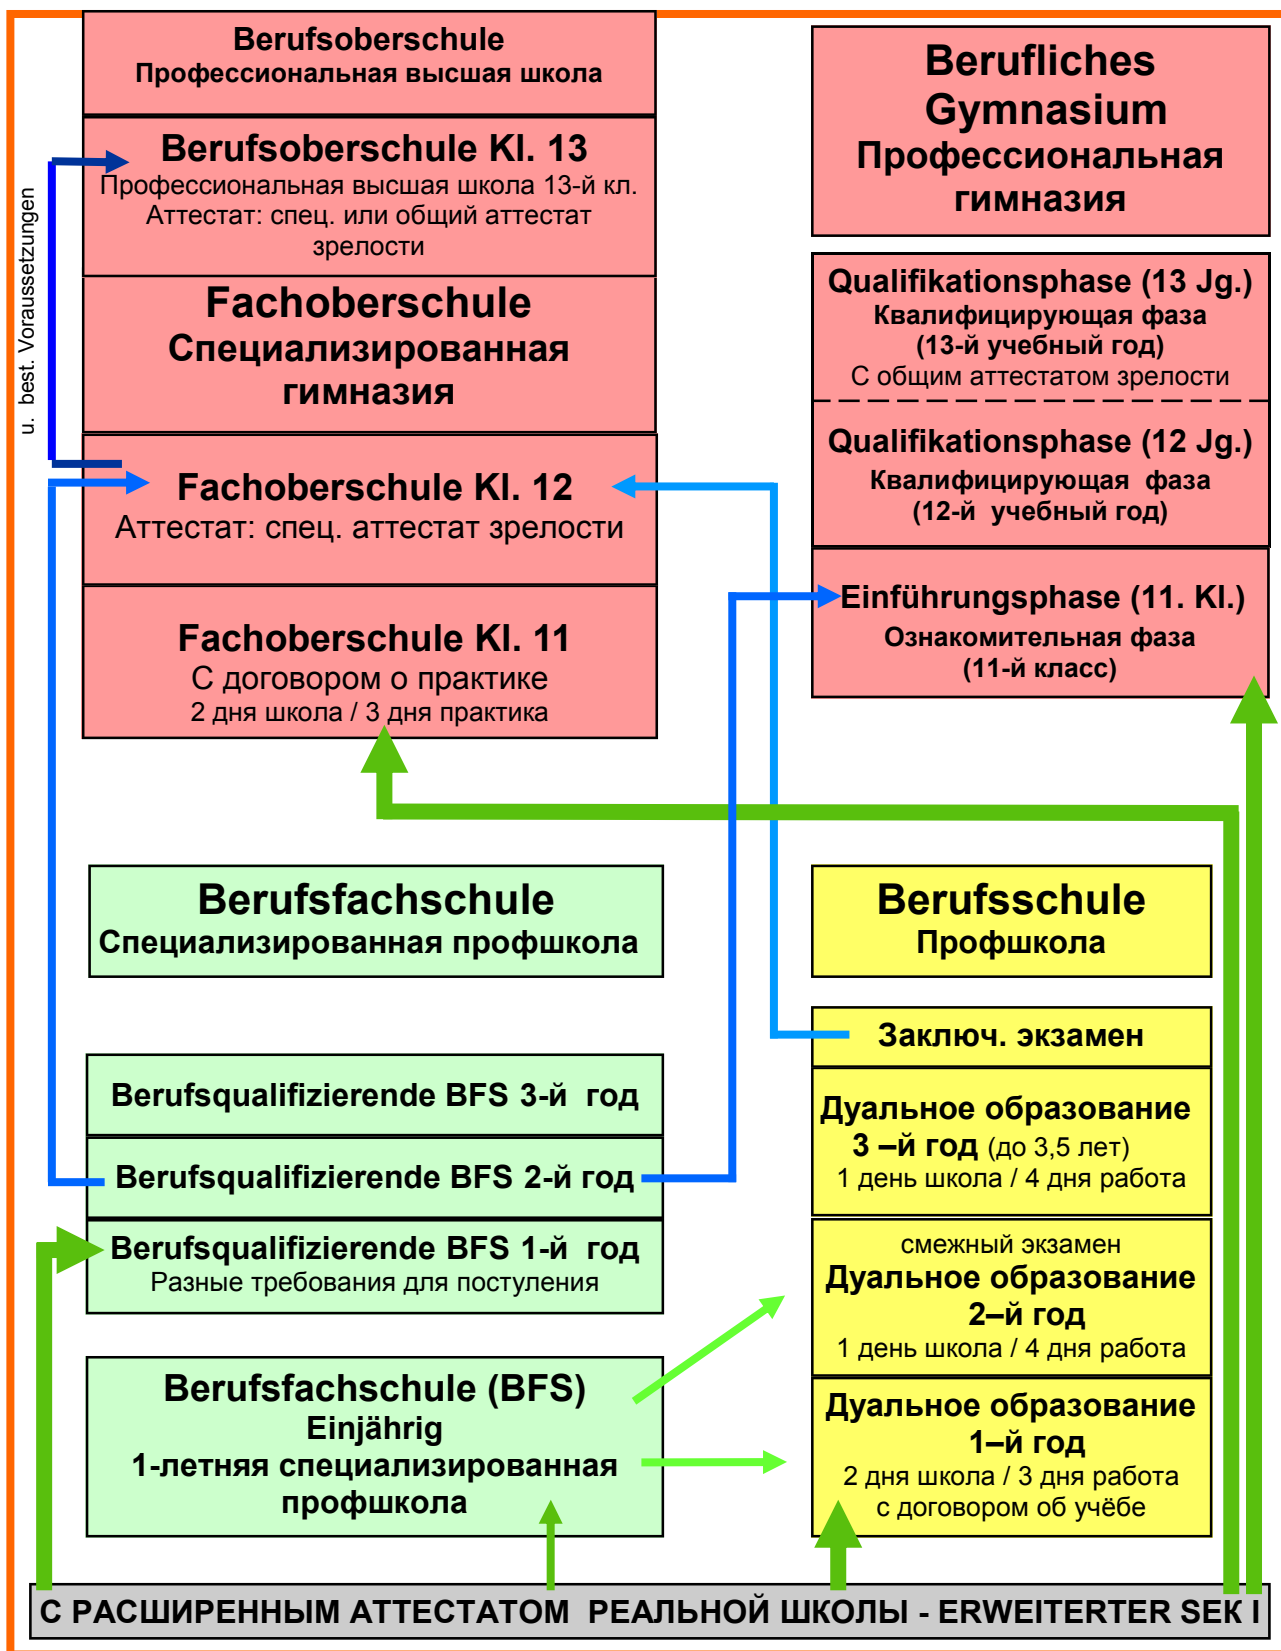 Berufsoberschule
Профессиональная высшая школа
Berufsoberschule Kl. 13
Профессиональная высшая школа 13-й кл.
Аттестат: спец. или общий аттестат
зрелости
Fachoberschule
Специализированная
гимназия
Fachoberschule Kl. 12
Аттестат: спец. аттестат зрелости
Fachoberschule Kl. 11
С договором о практике
2 дня школа / 3 дня практика
u. best. Voraussetzungen
Berufliches
Gymnasium
Профессиональная
гимназия
Qualifikationsphase (13 Jg.)
Квалифицирующая фаза
(13-й учебный год)
С общим аттестатом зрелости
Qualifikationsphase (12 Jg.)
Квалифицирующая фаза
(12-й учебный год)
Einführungsphase (11. Kl.)
Ознакомительная фаза
(11-й класс)
Berufsfachschule
Специализированная профшкола
Berufsqualifizierende BFS 3-й год
Berufsqualifizierende BFS 2-й год
Berufsqualifizierende BFS 1-й год
Разные требования для постуления
Berufsfachschule (BFS)
Einjährig
1-летняя специализированная
профшкола
Berufsschule
Профшкола
Заключ. экзамен
Дуальное образование
3 –й год (до 3,5 лет)
1 день школа / 4 дня работа
смежный экзамен
Дуальное образование
2–й год
1 день школа / 4 дня работа
Дуальное образование
1–й год
2 дня школа / 3 дня работа
с договором об учёбе
С РАСШИРЕННЫМ АТТЕСТАТОМ РЕАЛЬНОЙ ШКОЛЫ - ERWEITERTER SEK I